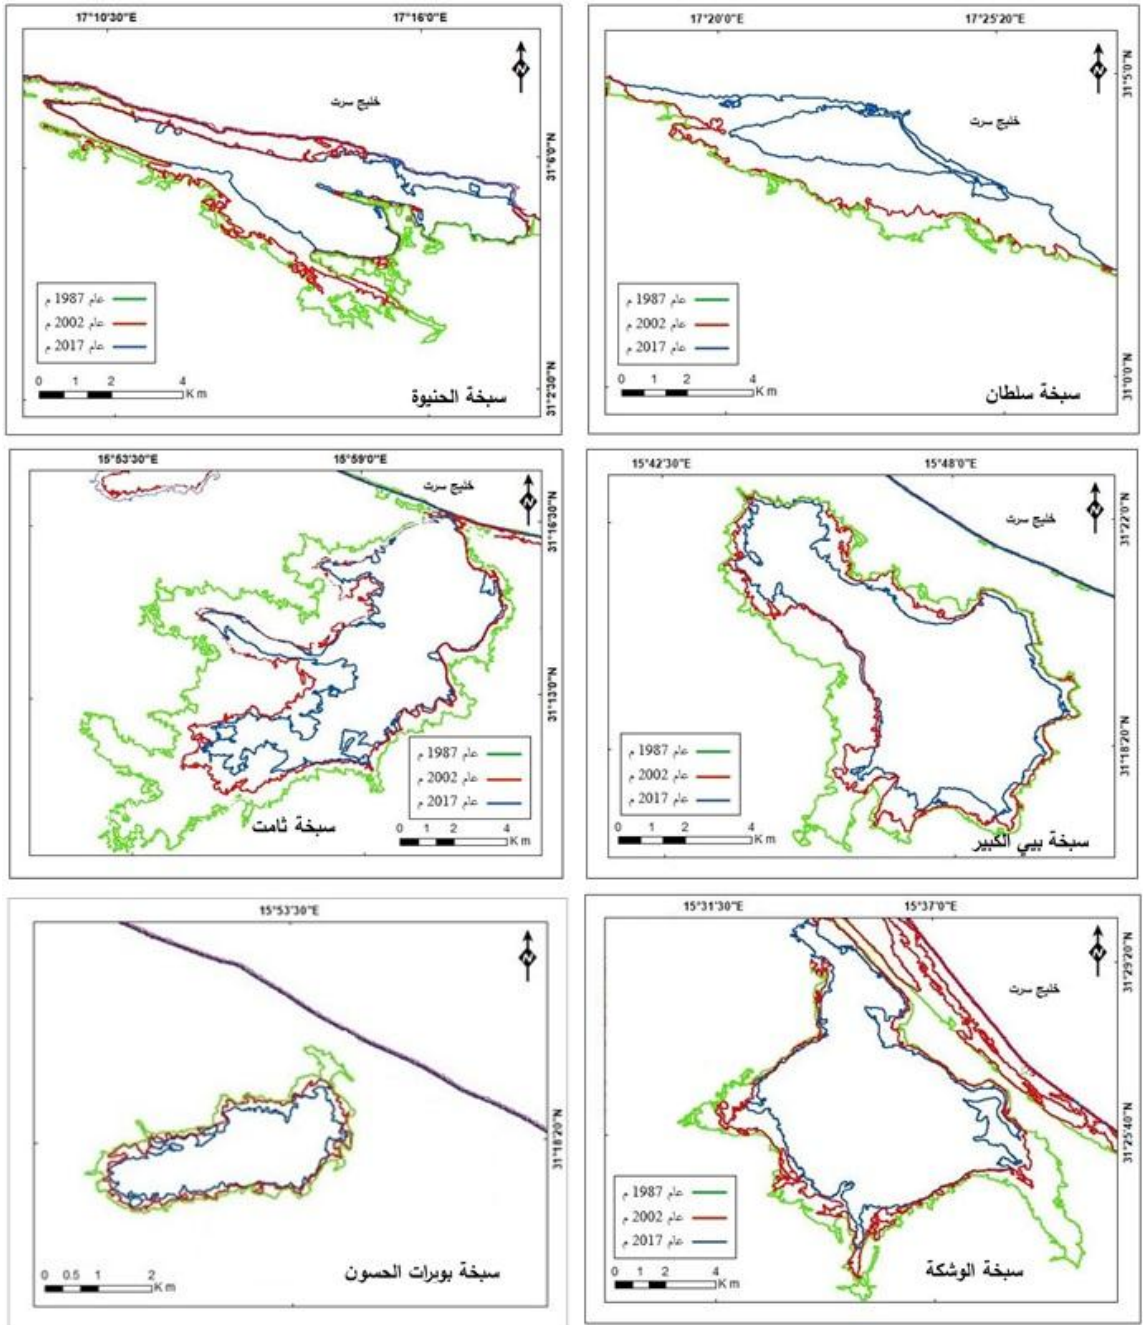 17°10'30"E 17°16'0"E
خليج سرت
31°6'0"N
31°2'30"N
عام 1987 م
عام 2002 م
عام 2017 م
0 1 2 4 Km
سبخة الحنيوة
17°20'0"E 17°25'20"E
31°5'0"N
خليج سرت
31°0'0"N
عام 1987 م
عام 2002 م
عام 2017 م
0 1 2 4 Km
سبخة سلطان
15°53'30"E 15°59'0"E
خليج سرت
31°16'30"N
31°13'0"N
عام 1987 م
عام 2002 م
عام 2017 م
0 1 2 4 Km
سبخة ثامت
15°42'30"E 15°48'0"E
31°22'0"N
خليج سرت
31°18'20"N
عام 1987 م
عام 2002 م
عام 2017 م
0 1 2 4 Km
سبخة بيي الكبير
15°53'30"E
31°18'20"N
0 0.5 1 2 Km
سبخة بوبرات الحسون
15°31'30"E 15°37'0"E
31°29'20"N
خليج سرت
31°25'40"N
عام 1987 م
عام 2002 م
عام 2017 م
0 1 2 4 Km
سبخة الوشكة